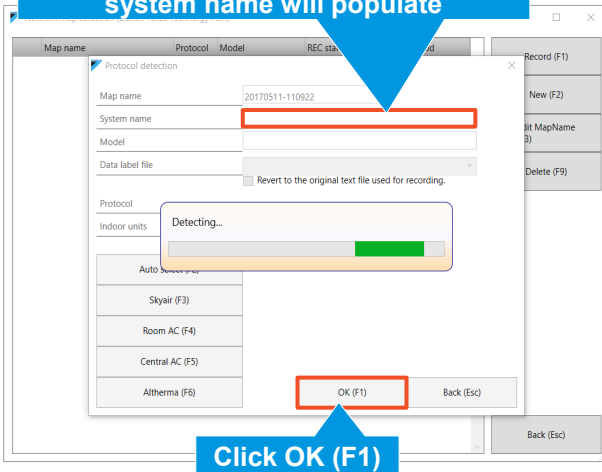 system name will populate
Map name Protocol Model REC
Record (F1)
Protocol detection
Map name 20170511-110922
New (F2)
System name
dit MapName
3)
Model
Data label file
Delete (F9)
Revert to the original text file used for recording.
Protocol
Indoor units
Detecting...
Auto select (F2)
Skyair (F3)
Room AC (F4)
Central AC (F5)
Altherma (F6) OK (F1) Back (Esc)
Back (Esc)
Click OK (F1)